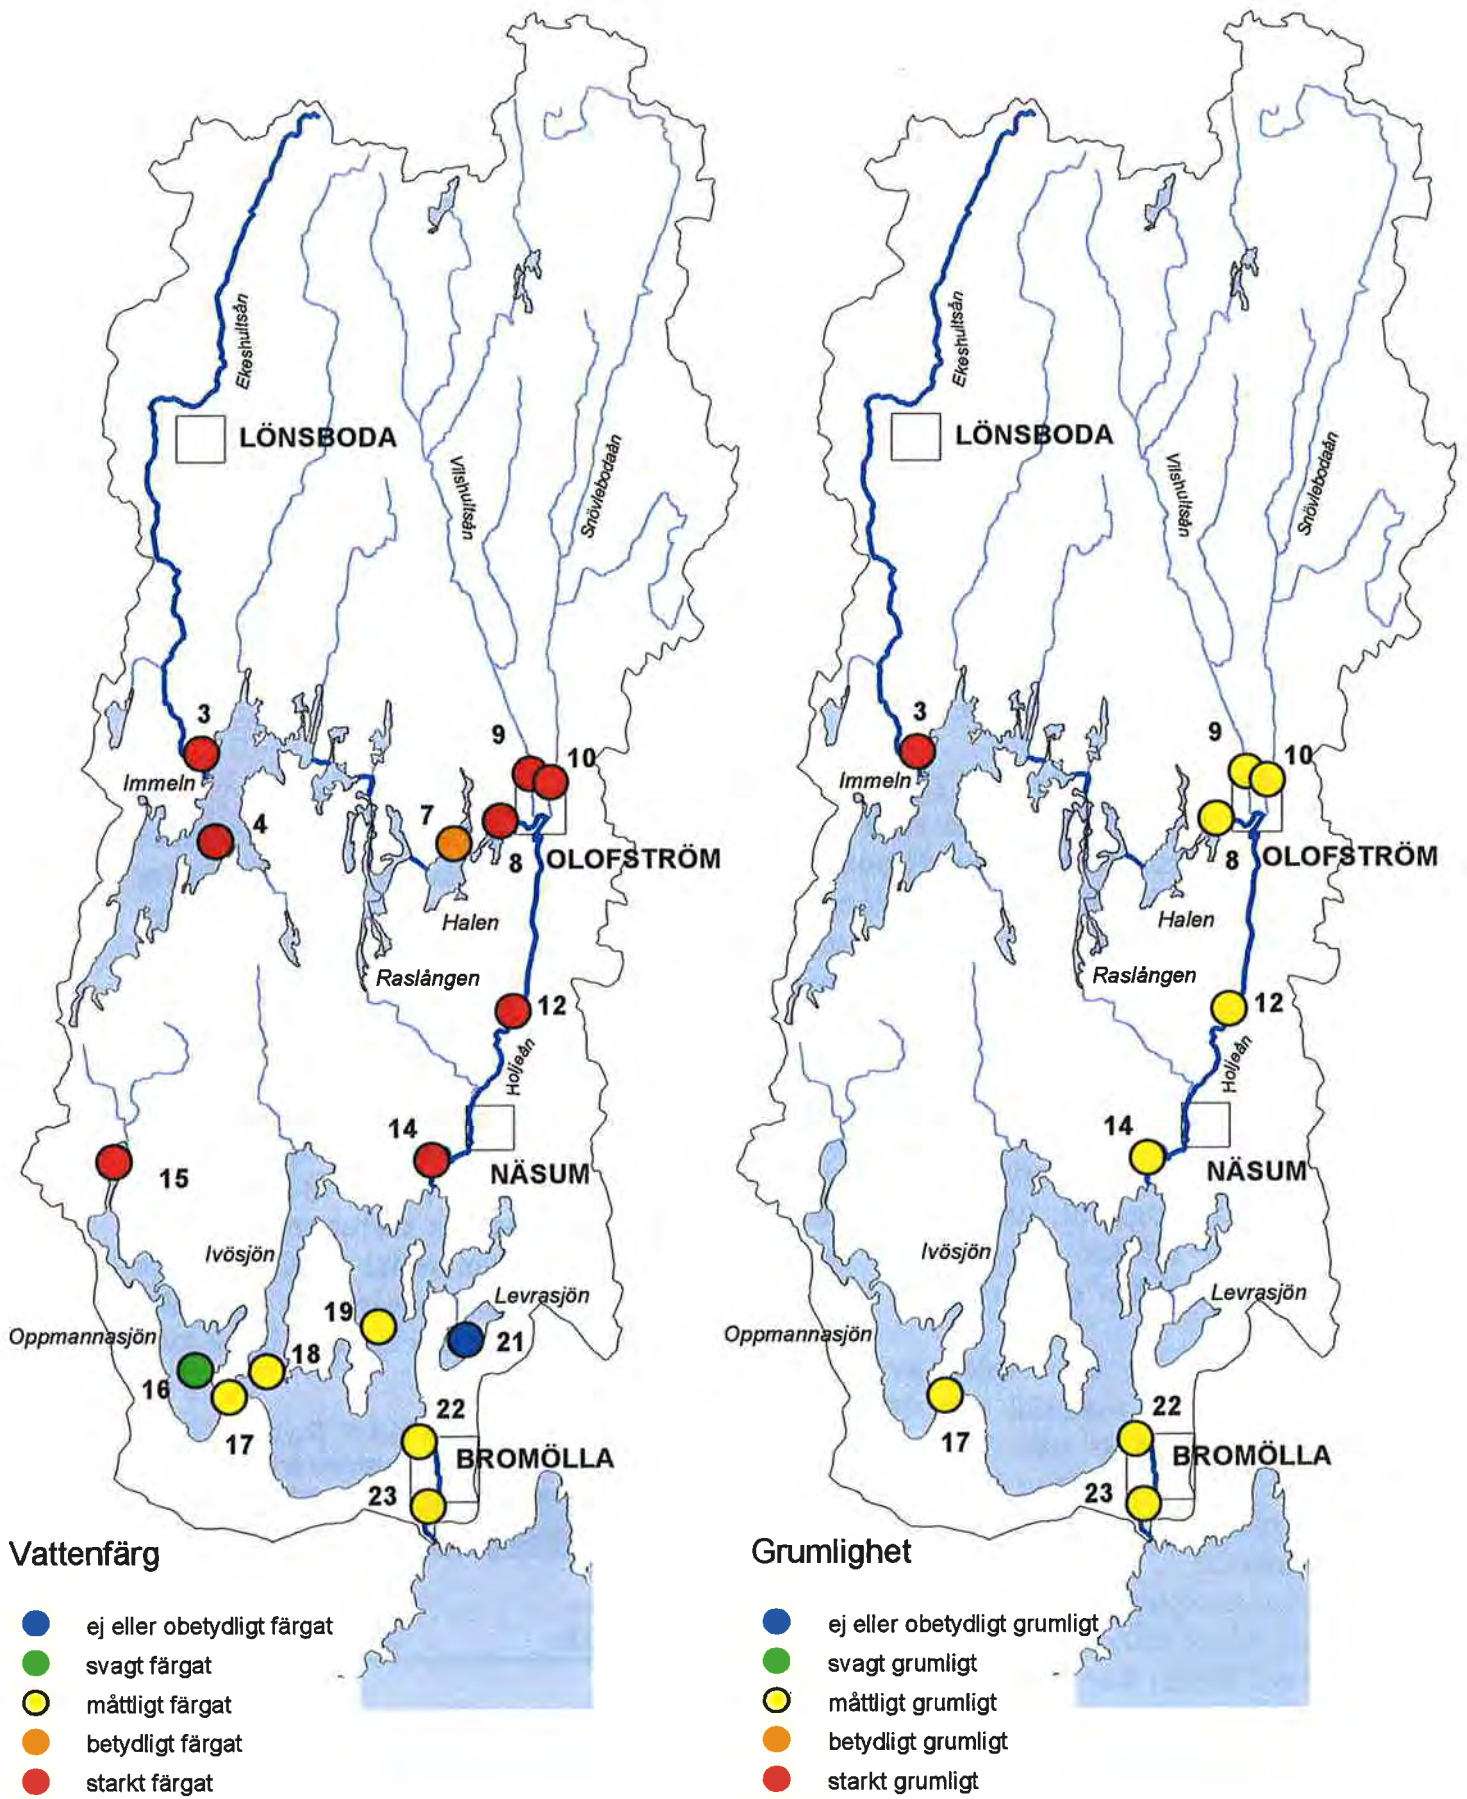 Ekeshultsån
LÖNSBODA
Vilshultsån
Snövlebodaån
3
9
10
Immeln
4
7
8
OLOFSTRÖM
Halen
Raslången
12
Holjeån
14
15
NÄSUM
Ivösjön
Levrasjön
19
Oppmannasjön
21
18
16
22
17
BROMÖLLA
23
Vattenfärg
ej eller obetydligt färgat
svagt färgat
måttligt färgat
betydligt färgat
starkt färgat
Ekeshultsån
LÖNSBODA
Vilshultsån
Snövlebodaån
3
9
10
Immeln
8
OLOFSTRÖM
Halen
Raslången
12
Holjeån
14
NÄSUM
Ivösjön
Levrasjön
Oppmannasjön
22
17
BROMÖLLA
23
Grumlighet
ej eller obetydligt grumligt
svagt grumligt
måttligt grumligt
betydligt grumligt
starkt grumligt